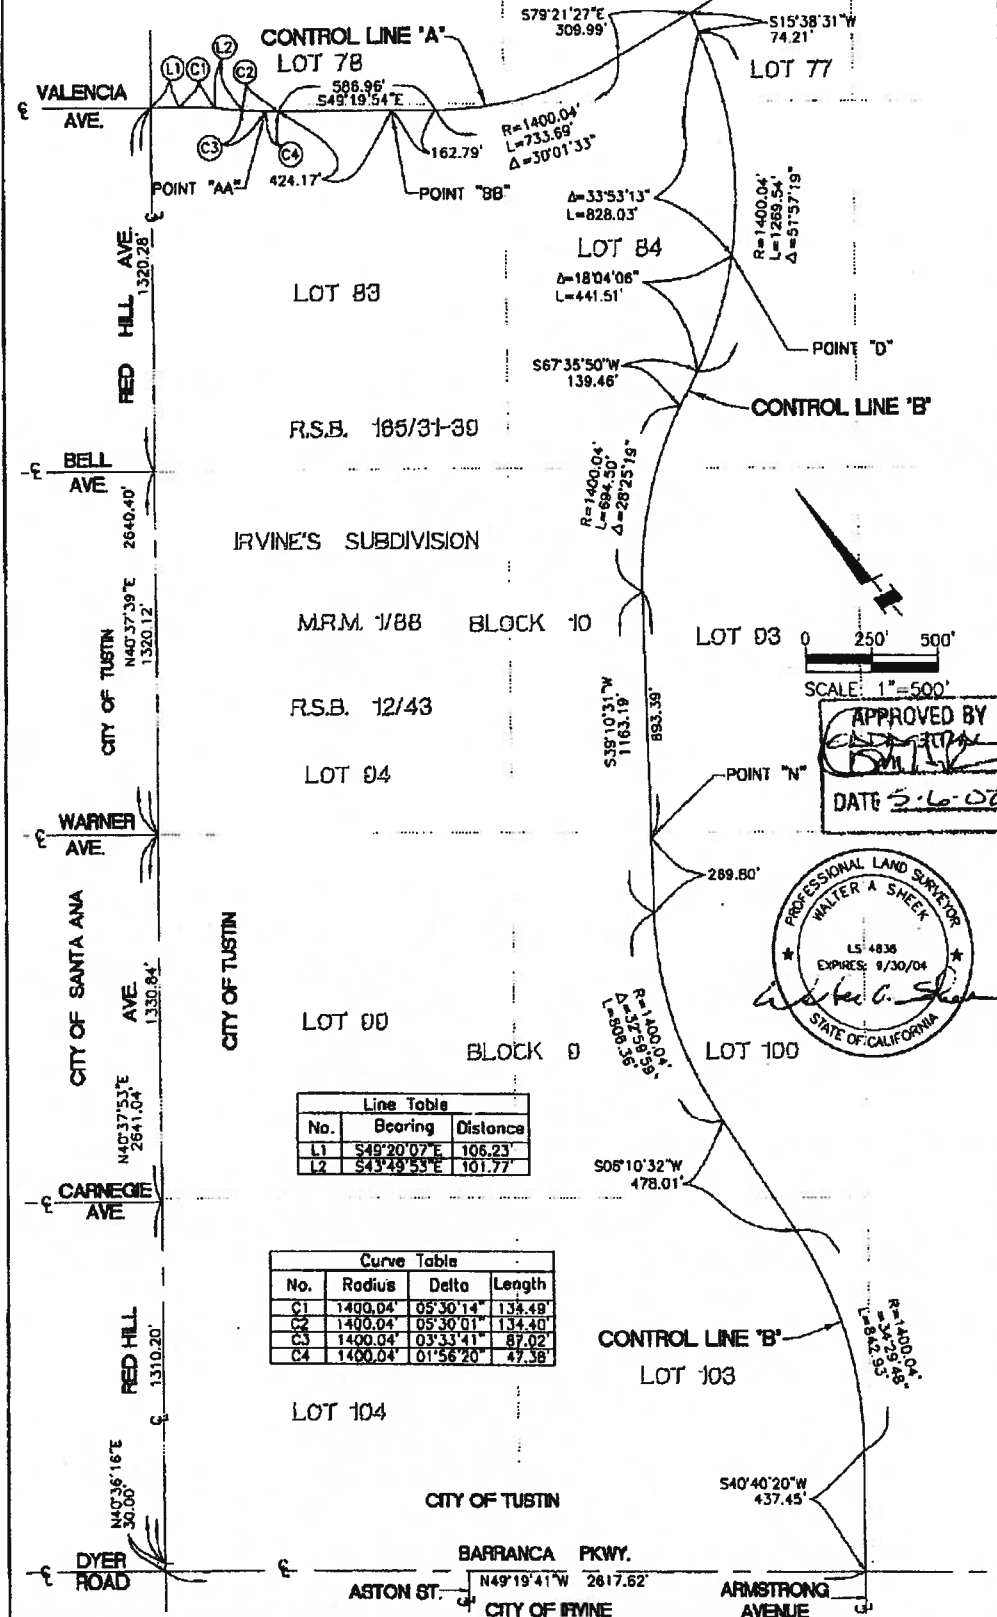 S79°21'27"E
309.99'
S15°38'31"W
74.21'
CONTROL LINE "A"
LOT 78
LOT 77
L1
C1
L2
C2
588.96'
S49°19'54"E
VALENCIA
AVE.
R=1400.04'
L=733.69'
Δ=30°01'33"
C3
C4
162.79'
POINT "AA"
424.17'
POINT "BB"
Δ=33°53'13"
L=828.03'
R=1400.04'
L=1269.54'
Δ=51°57'19"
LOT 84
RED HILL AVE.
1320.28'
LOT 83
Δ=18°04'06"
L=441.51'
POINT "D"
S67°35'50"W
139.46'
CONTROL LINE "B"
R.S.B. 165/31-39
BELL
AVE.
R=1400.04'
L=694.50'
Δ=28°25'19"
2640.40'
IRVINE'S SUBDIVISION
N40°37'39"E
1320.12'
M.R.M. 1/88
BLOCK 10
LOT 93
0 250' 500'
SCALE: 1"=500'
CITY OF TUSTIN
R.S.B. 12/43
S39°10'31"W
1163.19'
893.39'
APPROVED BY
LOT 94
POINT "N"
DATE 5-6-02
WARNER
AVE.
289.80'
PROFESSIONAL LAND SURVEYOR
WALTER A SHEEK
LS 4838
EXPIRES: 9/30/04
STATE OF CALIFORNIA
CITY OF SANTA ANA
AVE.
1330.84'
CITY OF TUSTIN
LOT 99
BLOCK 9
R=1400.04'
Δ=32°59'59"
L=806.36'
LOT 100
N40°37'53"E
2641.04'
Line Table
No. Bearing Distance
L1 S49°20'07"E 106.23'
L2 S43°49'53"E 101.77'
S06°10'32"W
478.01'
CARNEGIE
AVE.
Curve Table
No. Radius Delta Length
C1 1400.04' 05°30'14" 134.49'
C2 1400.04' 05°30'01" 134.40'
C3 1400.04' 03°33'41" 87.02'
C4 1400.04' 01°56'20" 47.38'
RED HILL
1310.20'
CONTROL LINE "B"
R=1400.04'
=34°29'48"
L=842.93'
LOT 103
LOT 104
N40°36'16"E
30.00'
S40°40'20"W
437.45'
CITY OF TUSTIN
DYER
ROAD
BARRANCA PKWY.
N49°19'41"W 2617.62'
ASTON ST.
CITY OF IRVINE
ARMSTRONG
AVENUE